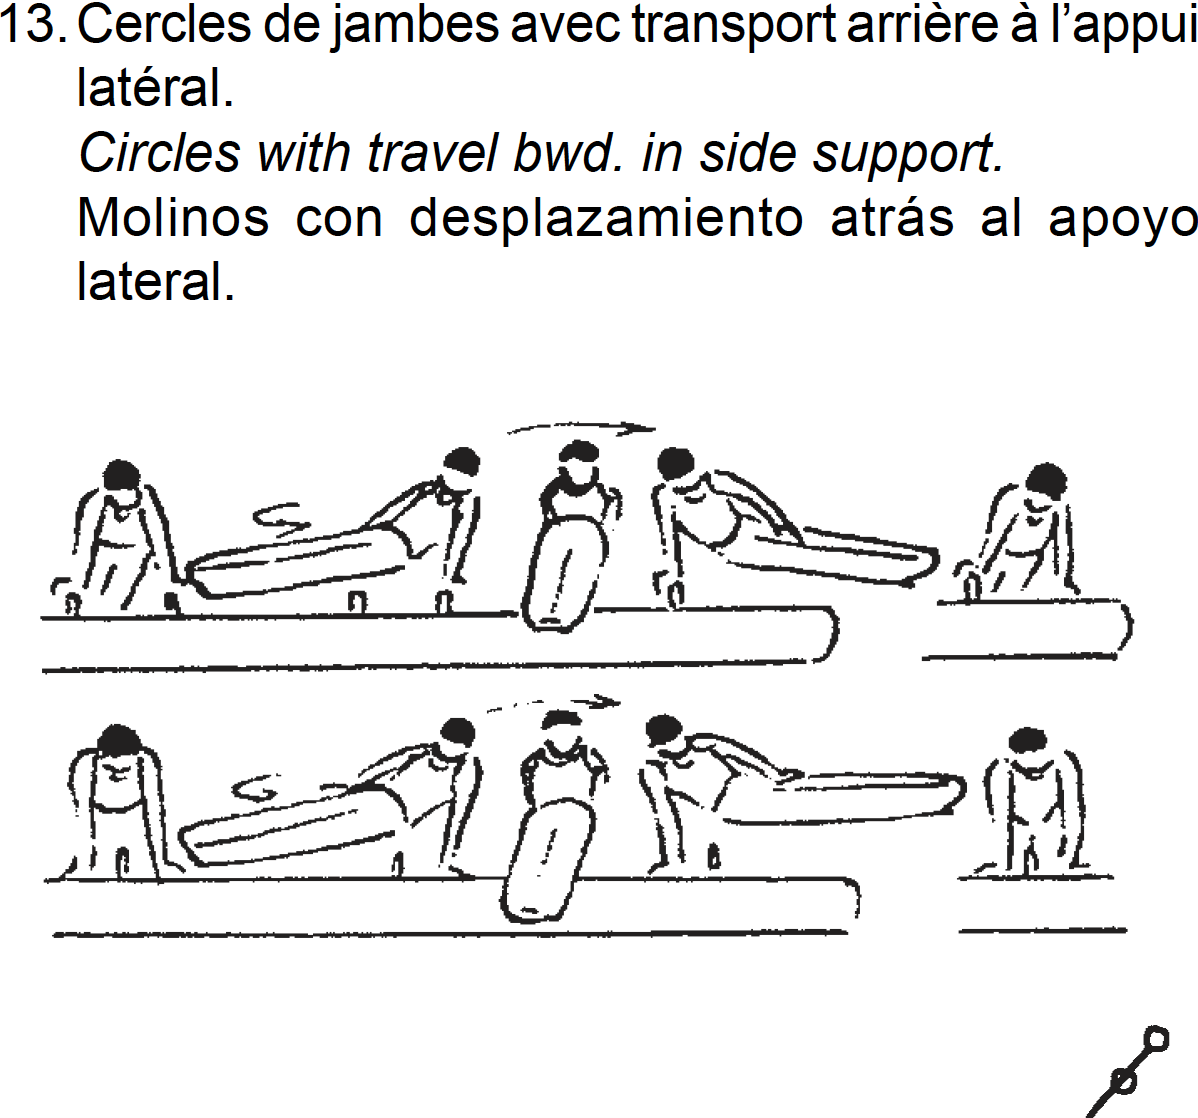 13. Cercles de jambes avec transport arrière à l’appui
latéral.
Circles with travel bwd. in side support.
Molinos con desplazamiento atrás al apoyo
lateral.